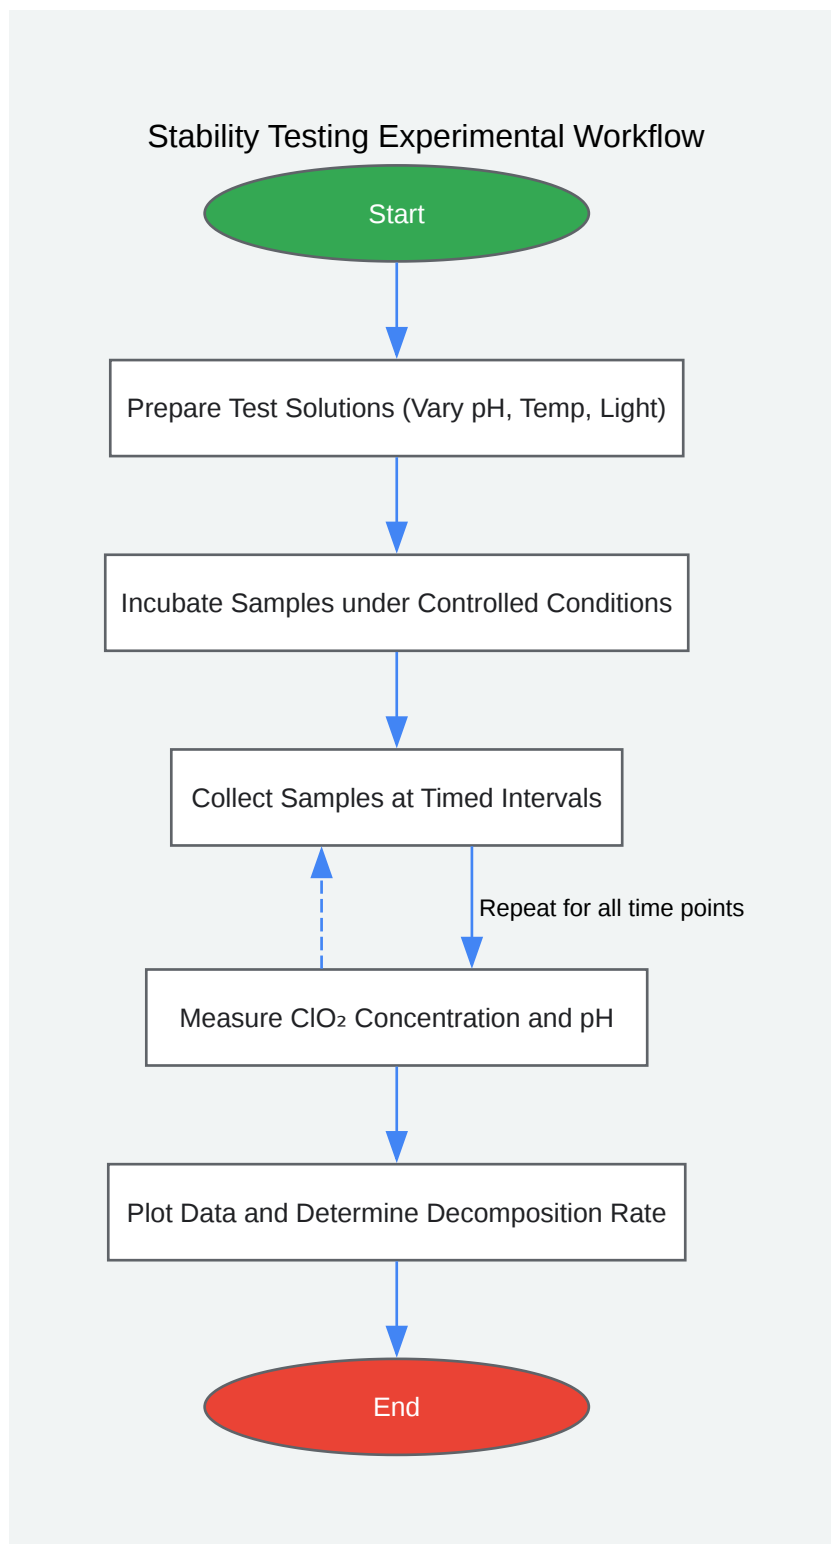 Stability Testing Experimental Workflow
Start
Prepare Test Solutions (Vary pH, Temp, Light)
Incubate Samples under Controlled Conditions
Collect Samples at Timed Intervals
Repeat for all time points
Measure ClO₂ Concentration and pH
Plot Data and Determine Decomposition Rate
End